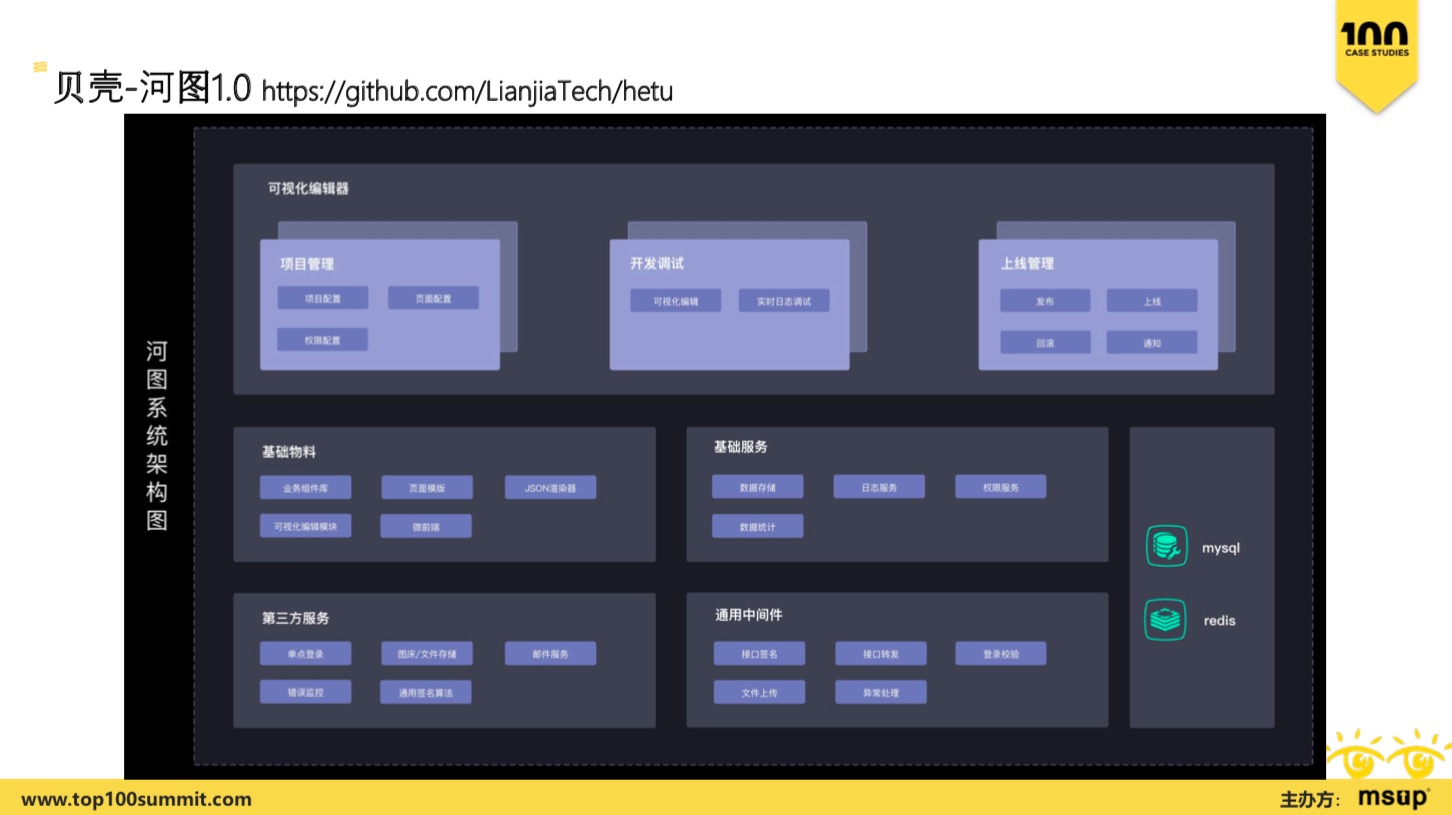 100
CASE STUDIES
贝壳-河图1.0 https://github.com/LianjiaTech/hetu
河图系统架构图
可视化编辑器
项目管理
项目配置
页面配置
权限配置
开发调试
可视化编辑
实时日志调试
上线管理
发布
上线
回滚
通知
基础物料
业务组件库
页面模版
JSON渲染器
可视化编辑模块
微前端
基础服务
数据存储
日志服务
权限服务
数据统计
第三方服务
单点登录
图床/文件存储
邮件服务
错误监控
通用签名算法
通用中间件
接口签名
接口转发
登录校验
文件上传
异常处理
mysql
redis
www.top100summit.com
主办方：
msup